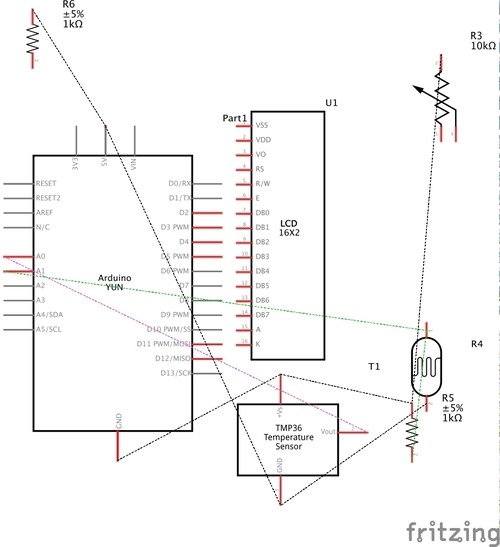 R6
±5%
1kΩ
R3
10kΩ
U1
Part1
3V3
5V
VIN
RESET
RESET2
AREF
N/C
A0
A1
A2
A3
A4/SDA
A5/SCL
Arduino
YUN
D0/RX
D1/TX
D2
D3 PWM
D4
D5 PWM
D6 PWM
D7
D8
D9 PWM
D10 PWM/SS
D11 PWM/MOSI
D12/MISO
D13/SCK
GND
VSS
VDD
VO
RS
R/W
E
DB0
DB1
DB2
DB3
DB4
DB5
DB6
DB7
A
K
LCD
16X2
R4
T1
R5
±5%
1kΩ
+Vs
TMP36
Temperature
Sensor
Vout
GND
fritzing